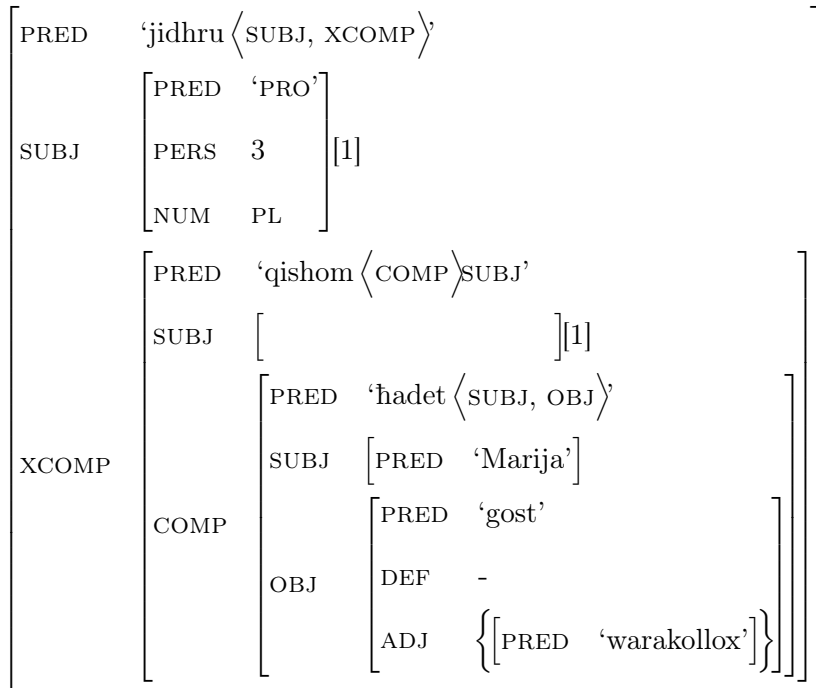 PRED ‘jidhru ⟨SUBJ, XCOMP⟩’
SUBJ [PRED ‘PRO’
PERS 3
NUM PL] [1]
XCOMP [PRED ‘qishom ⟨COMP⟩SUBJ’
SUBJ [ ] [1]
COMP [PRED ‘ħadet ⟨SUBJ, OBJ⟩’
SUBJ [PRED ‘Marija’]
OBJ [PRED ‘gost’
DEF -
ADJ {[PRED ‘warakollox’]}]]]